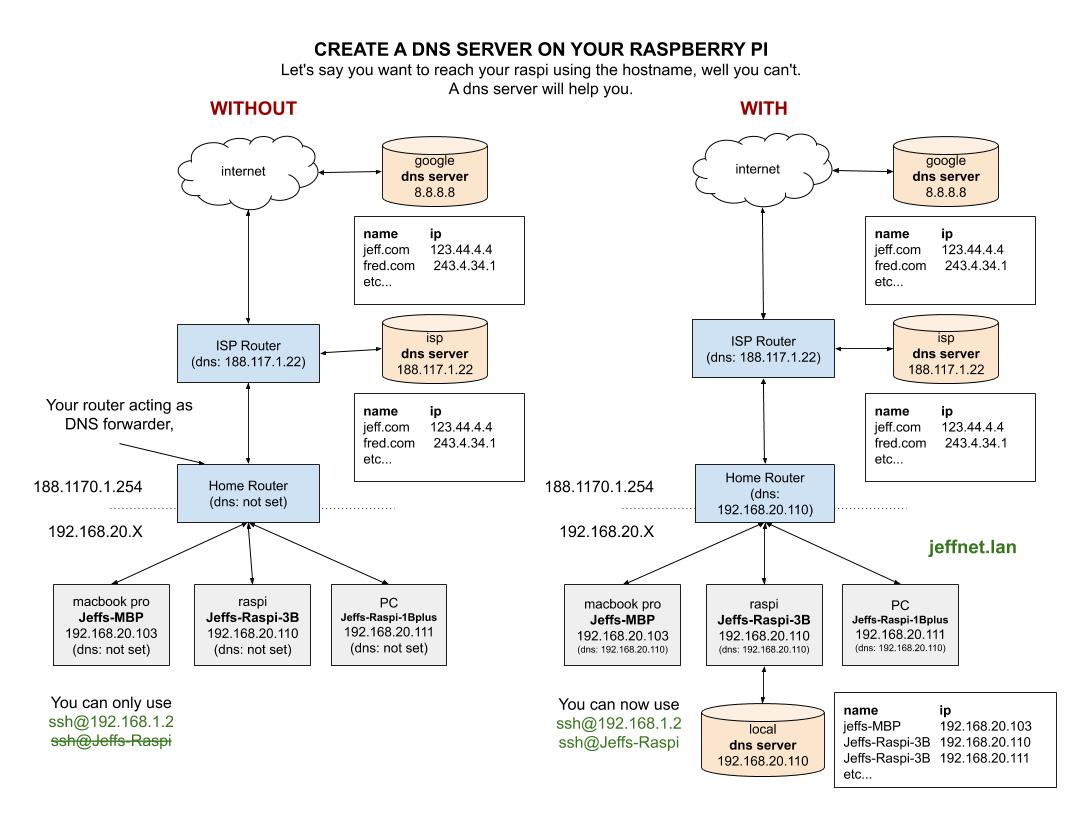 CREATE A DNS SERVER ON YOUR RASPBERRY PI
Let's say you want to reach your raspi using the hostname, well you can't.
A dns server will help you.
WITHOUT
internet
google
dns server
8.8.8.8
name ip
jeff.com 123.44.4.4
fred.com 243.4.34.1
etc...
ISP Router
(dns: 188.117.1.22)
isp
dns server
188.117.1.22
name ip
jeff.com 123.44.4.4
fred.com 243.4.34.1
etc...
Your router acting as
DNS forwarder,
188.1170.1.254
Home Router
(dns: not set)
192.168.20.X
macbook pro
Jeffs-MBP
192.168.20.103
(dns: not set)
raspi
Jeffs-Raspi-3B
192.168.20.110
(dns: not set)
PC
Jeffs-Raspi-1Bplus
192.168.20.111
(dns: not set)
You can only use
ssh@192.168.1.2
ssh@Jeffs-Raspi
WITH
internet
google
dns server
8.8.8.8
name ip
jeff.com 123.44.4.4
fred.com 243.4.34.1
etc...
ISP Router
(dns: 188.117.1.22)
isp
dns server
188.117.1.22
name ip
jeff.com 123.44.4.4
fred.com 243.4.34.1
etc...
188.1170.1.254
Home Router
(dns:
192.168.20.110)
192.168.20.X
jeffnet.lan
macbook pro
Jeffs-MBP
192.168.20.103
(dns: 192.168.20.110)
raspi
Jeffs-Raspi-3B
192.168.20.110
(dns: 192.168.20.110)
PC
Jeffs-Raspi-1Bplus
192.168.20.111
(dns: 192.168.20.110)
You can now use
ssh@192.168.1.2
ssh@Jeffs-Raspi
local
dns server
192.168.20.110
name ip
jeffs-MBP 192.168.20.103
Jeffs-Raspi-3B 192.168.20.110
Jeffs-Raspi-3B 192.168.20.111
etc...